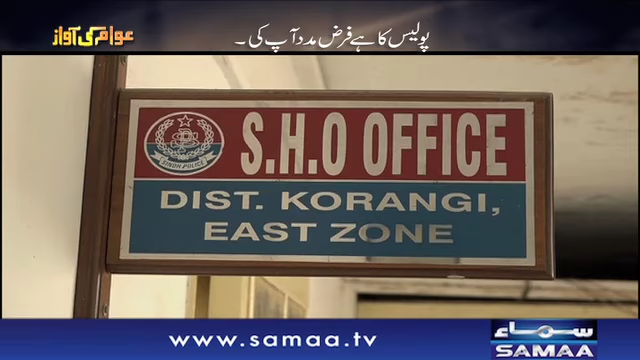 عوام کی آواز
پولیس کا ہے فرض مدد آپ کی ۔
SINDH POLICE
S.H.O OFFICE
DIST. KORANGI,
EAST ZONE
www.samaa.tv
سماء
SAMAA